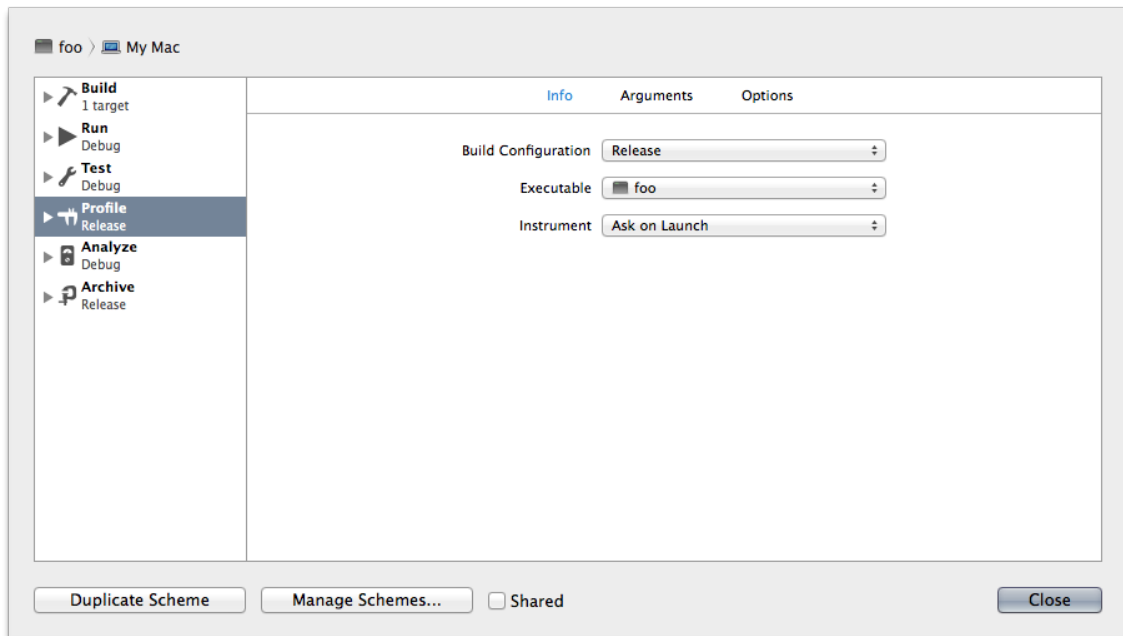 foo 〉 My Mac
Build
1 target
Run
Debug
Test
Debug
Profile
Release
Analyze
Debug
Archive
Release
Info Arguments Options
Build Configuration Release
Executable foo
Instrument Ask on Launch
Duplicate Scheme Manage Schemes... Shared Close